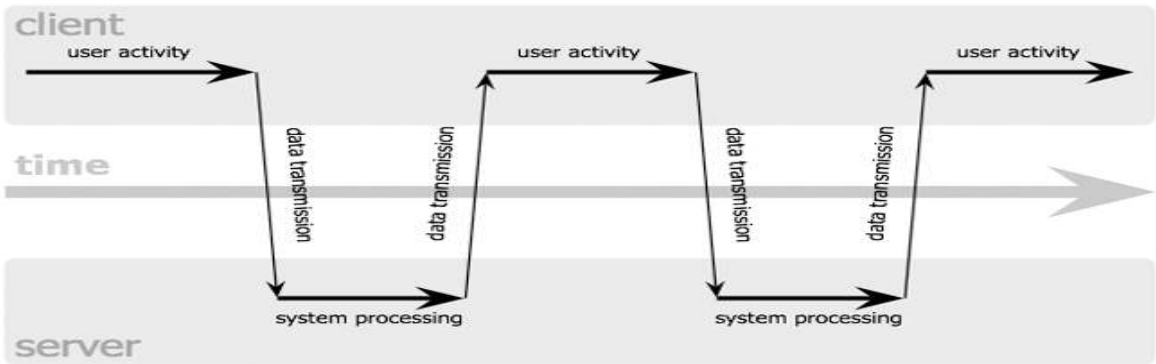 client
user activity
user activity
user activity
data transmission
data transmission
data transmission
data transmission
time
system processing
system processing
server